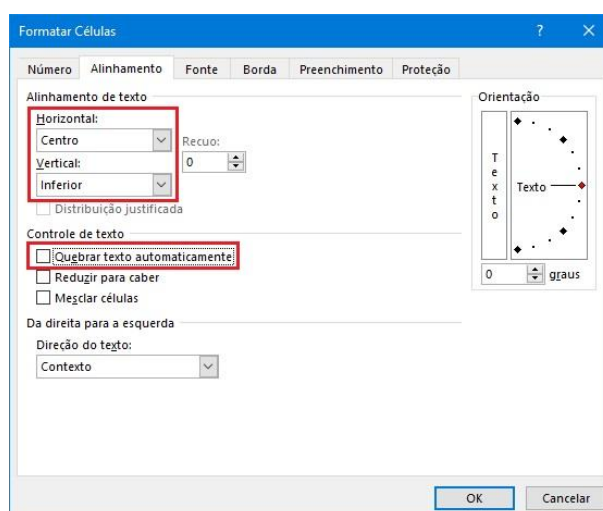 Formatar Células ? ×
Número Alinhamento Fonte Borda Preenchimento Proteção
Alinhamento de texto
Horizontal:
Centro
Recuo:
0
Vertical:
Inferior
Distribuição justificada
Controle de texto
Quebrar texto automaticamente
Reduzir para caber
Mesclar células
Da direita para a esquerda
Direção do texto:
Contexto
Orientação
Texto
Texto
0 graus
OK Cancelar